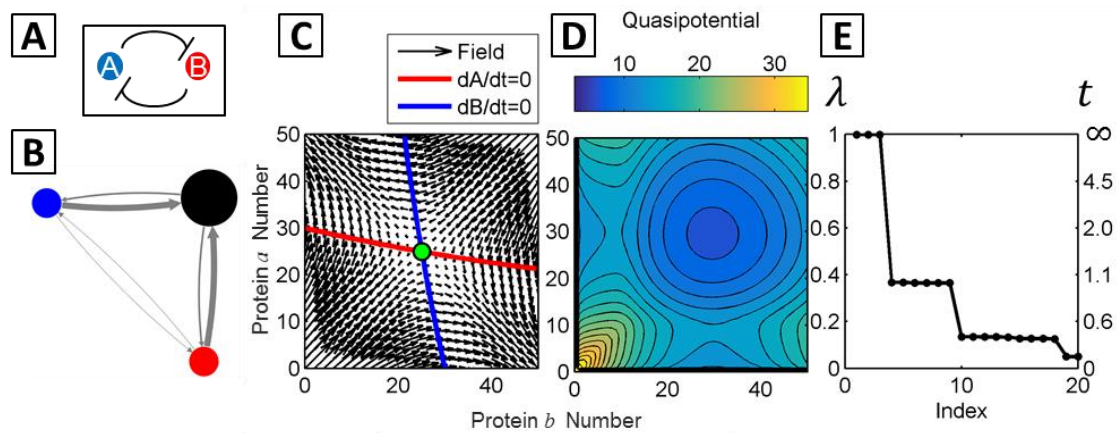 A
A B
B
C
Field
dA/dt=0
dB/dt=0
50
40
30
20
10
0
0 20 40
Protein a Number
Protein b Number
D
Quasipotential
10 20 30
50
40
30
20
10
0
0 20 40
E
λ t
1 ∞
0.8 4.5
0.6 2.0
0.4 1.1
0.2 0.6
0 0
0 10 20
Index